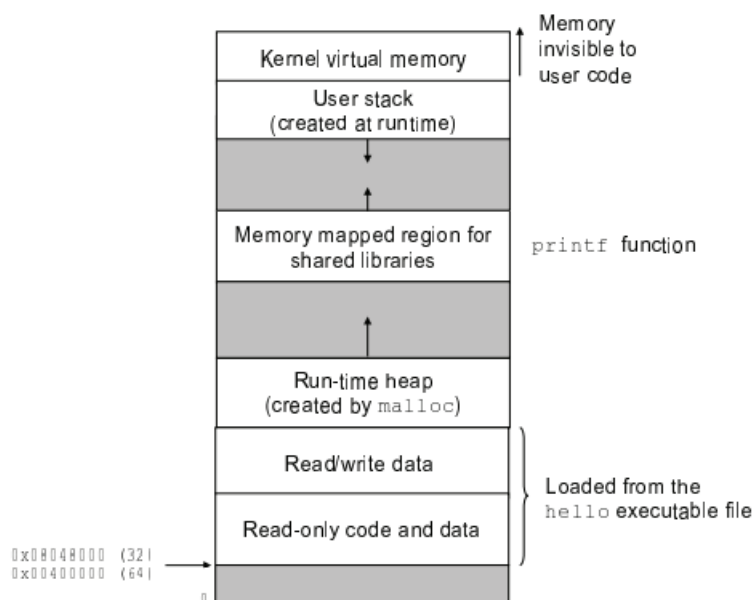 Memory
invisible to
user code
Kernel virtual memory
User stack
(created at runtime)
Memory mapped region for
shared libraries
printf function
Run-time heap
(created by malloc)
Read/write data
Read-only code and data
Loaded from the
hello executable file
0x08048000 (32)
0x00400000 (64)